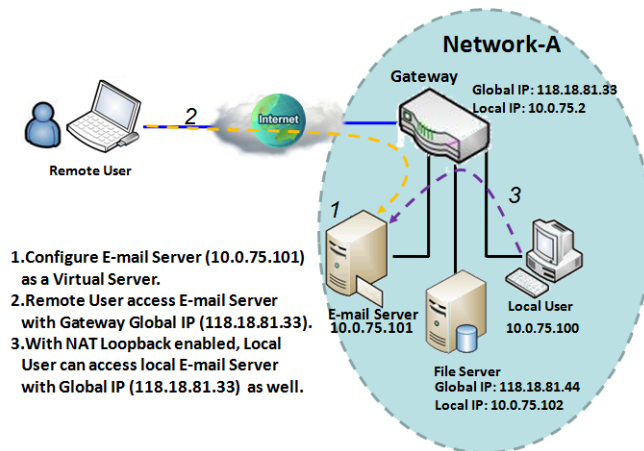 Network-A
Gateway
Global IP: 118.18.81.33
Local IP: 10.0.75.2
2
Internet
Remote User
1
3
E-mail Server
10.0.75.101
Local User
10.0.75.100
File Server
Global IP: 118.18.81.44
Local IP: 10.0.75.102
1.Configure E-mail Server (10.0.75.101)
as a Virtual Server.
2.Remote User access E-mail Server
with Gateway Global IP (118.18.81.33).
3.With NAT Loopback enabled, Local
User can access local E-mail Server
with Global IP (118.18.81.33) as well.